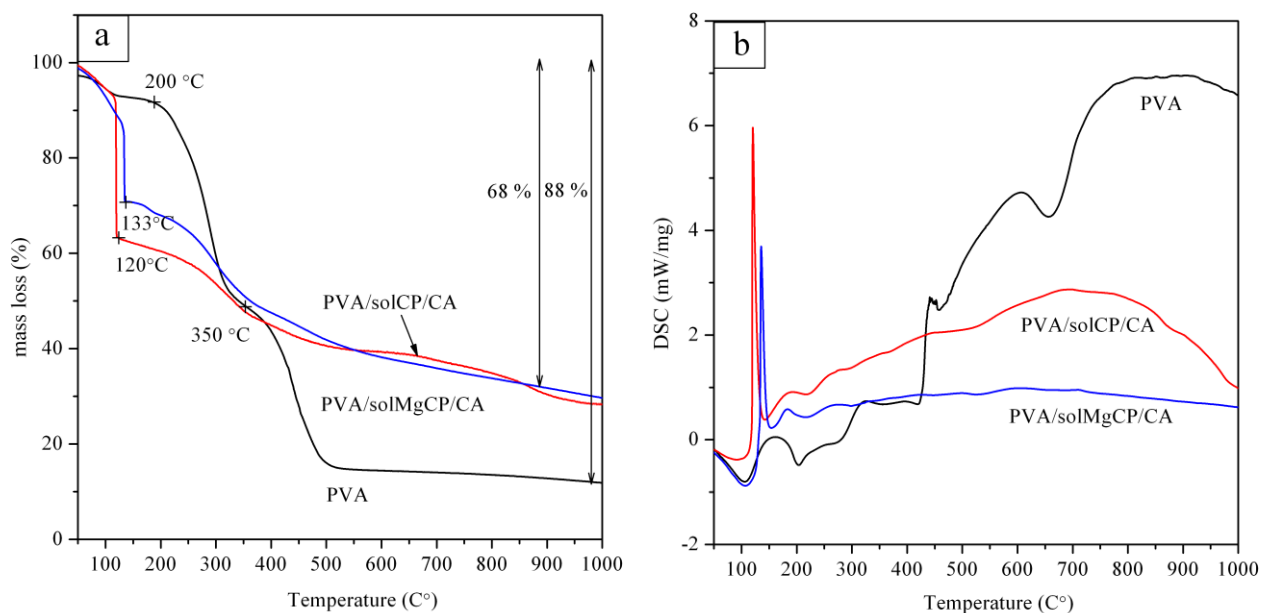 a
100
80
60
40
20
0
mass loss (%)
200 °C
133°C
120°C
350 °C
68 %
88 %
PVA/solCP/CA
PVA/solMgCP/CA
PVA
100 200 300 400 500 600 700 800 900 1000
Temperature (C°)
b
8
6
4
2
0
-2
DSC (mW/mg)
PVA
PVA/solCP/CA
PVA/solMgCP/CA
100 200 300 400 500 600 700 800 900 1000
Temperature (C°)